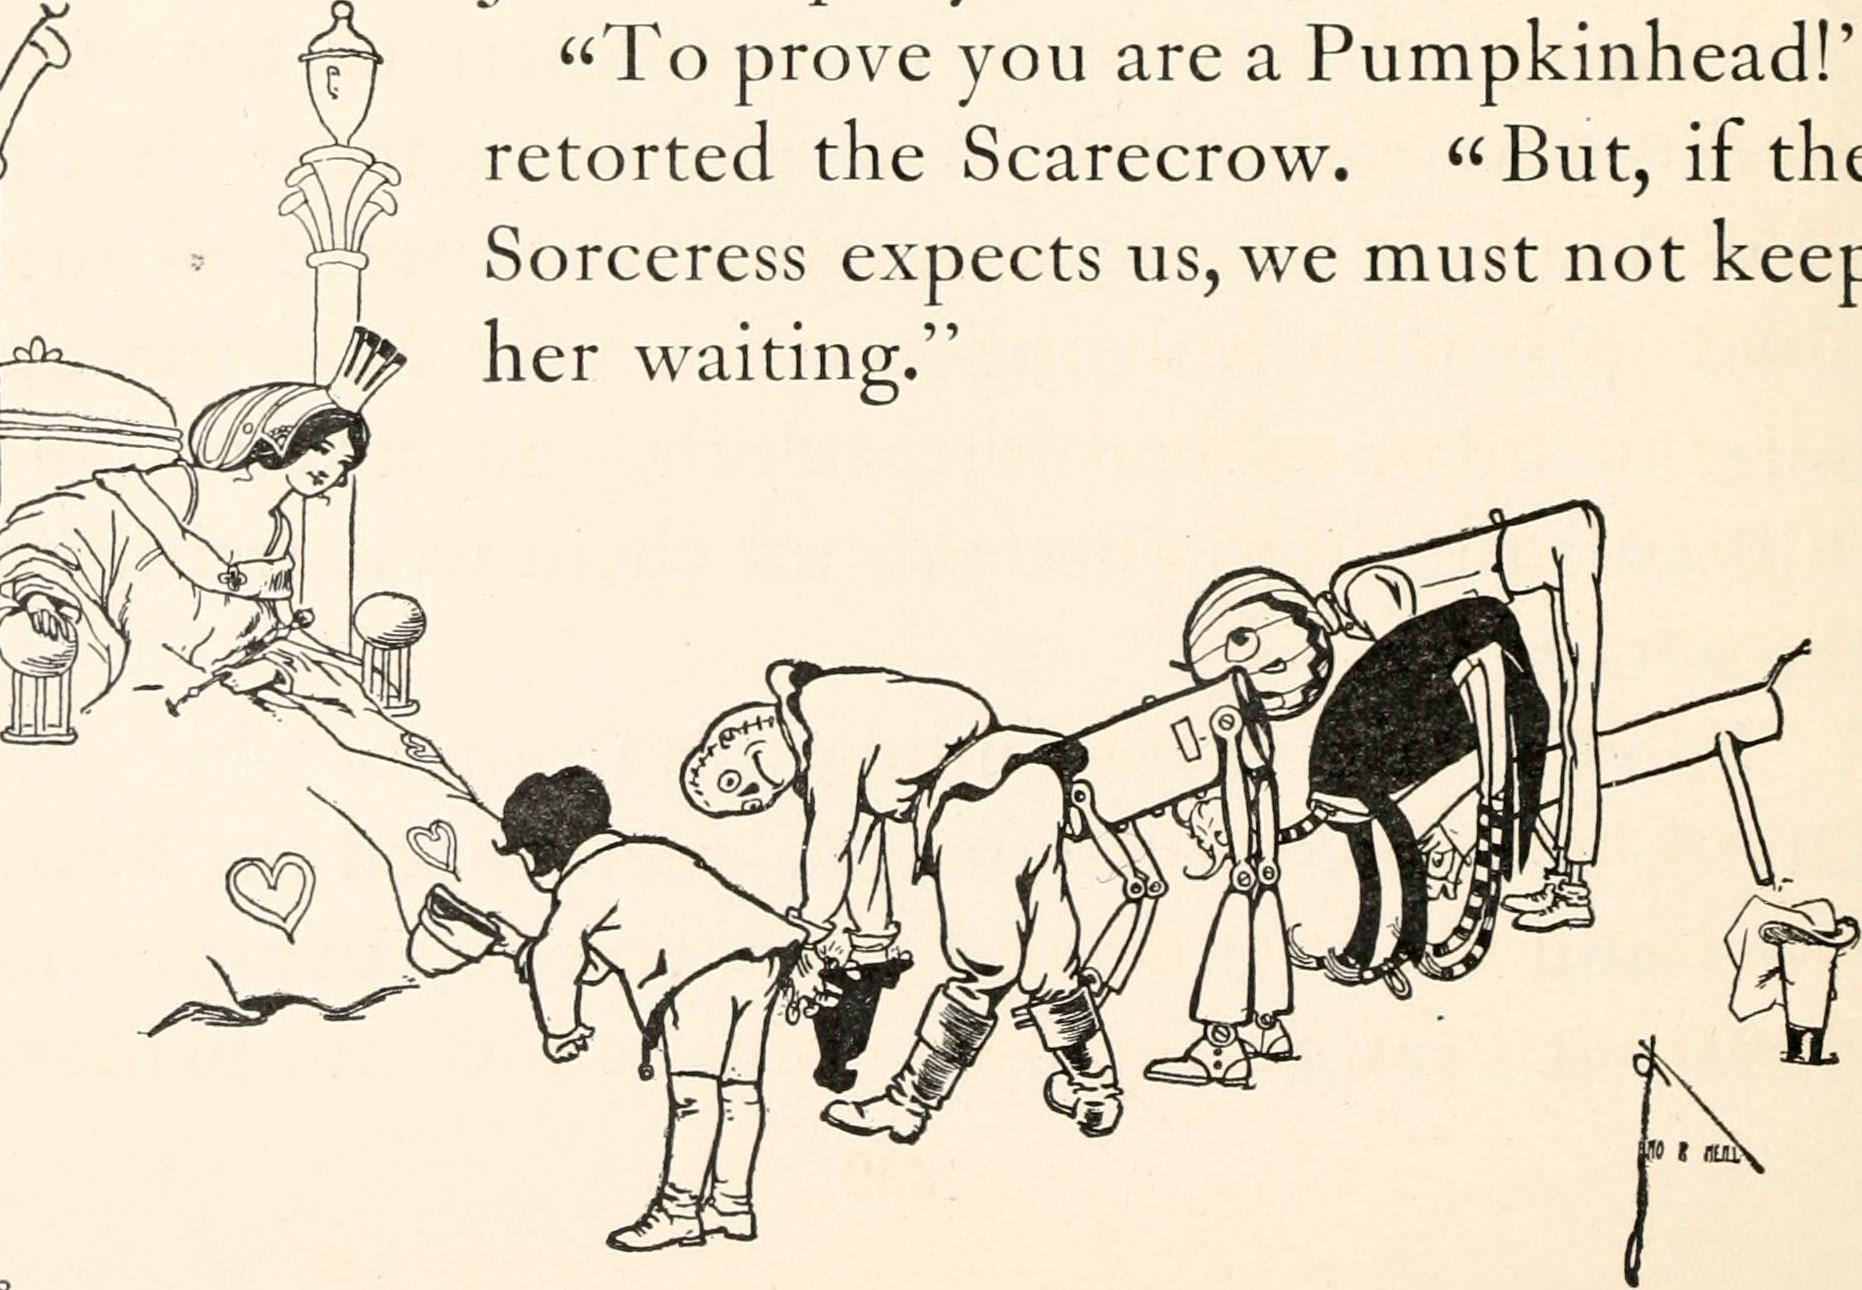 “To prove you are a Pumpkinhead!’
retorted the Scarecrow. “But, if the
Sorceress expects us, we must not keep
her waiting.”